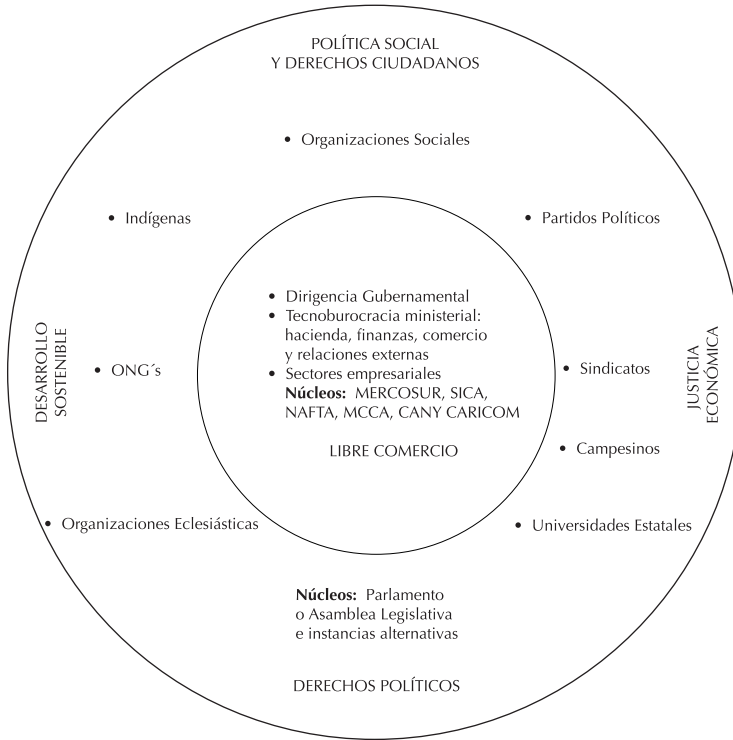 POLÍTICA SOCIAL
Y DERECHOS CIUDADANOS
• Organizaciones Sociales
• Indígenas
• Partidos Políticos
• Dirigencia Gubernamental
• Tecnoburocracia ministerial:
hacienda, finanzas, comercio
y relaciones externas
• Sectores empresariales
Núcleos: MERCOSUR, SICA,
NAFTA, MCCA, CANY CARICOM
LIBRE COMERCIO
DESARROLLO
SOSTENIBLE
• ONG´s
• Sindicatos
JUSTICIA
ECONÓMICA
• Campesinos
• Organizaciones Eclesiásticas
• Universidades Estatales
Núcleos: Parlamento
o Asamblea Legislativa
e instancias alternativas
DERECHOS POLÍTICOS